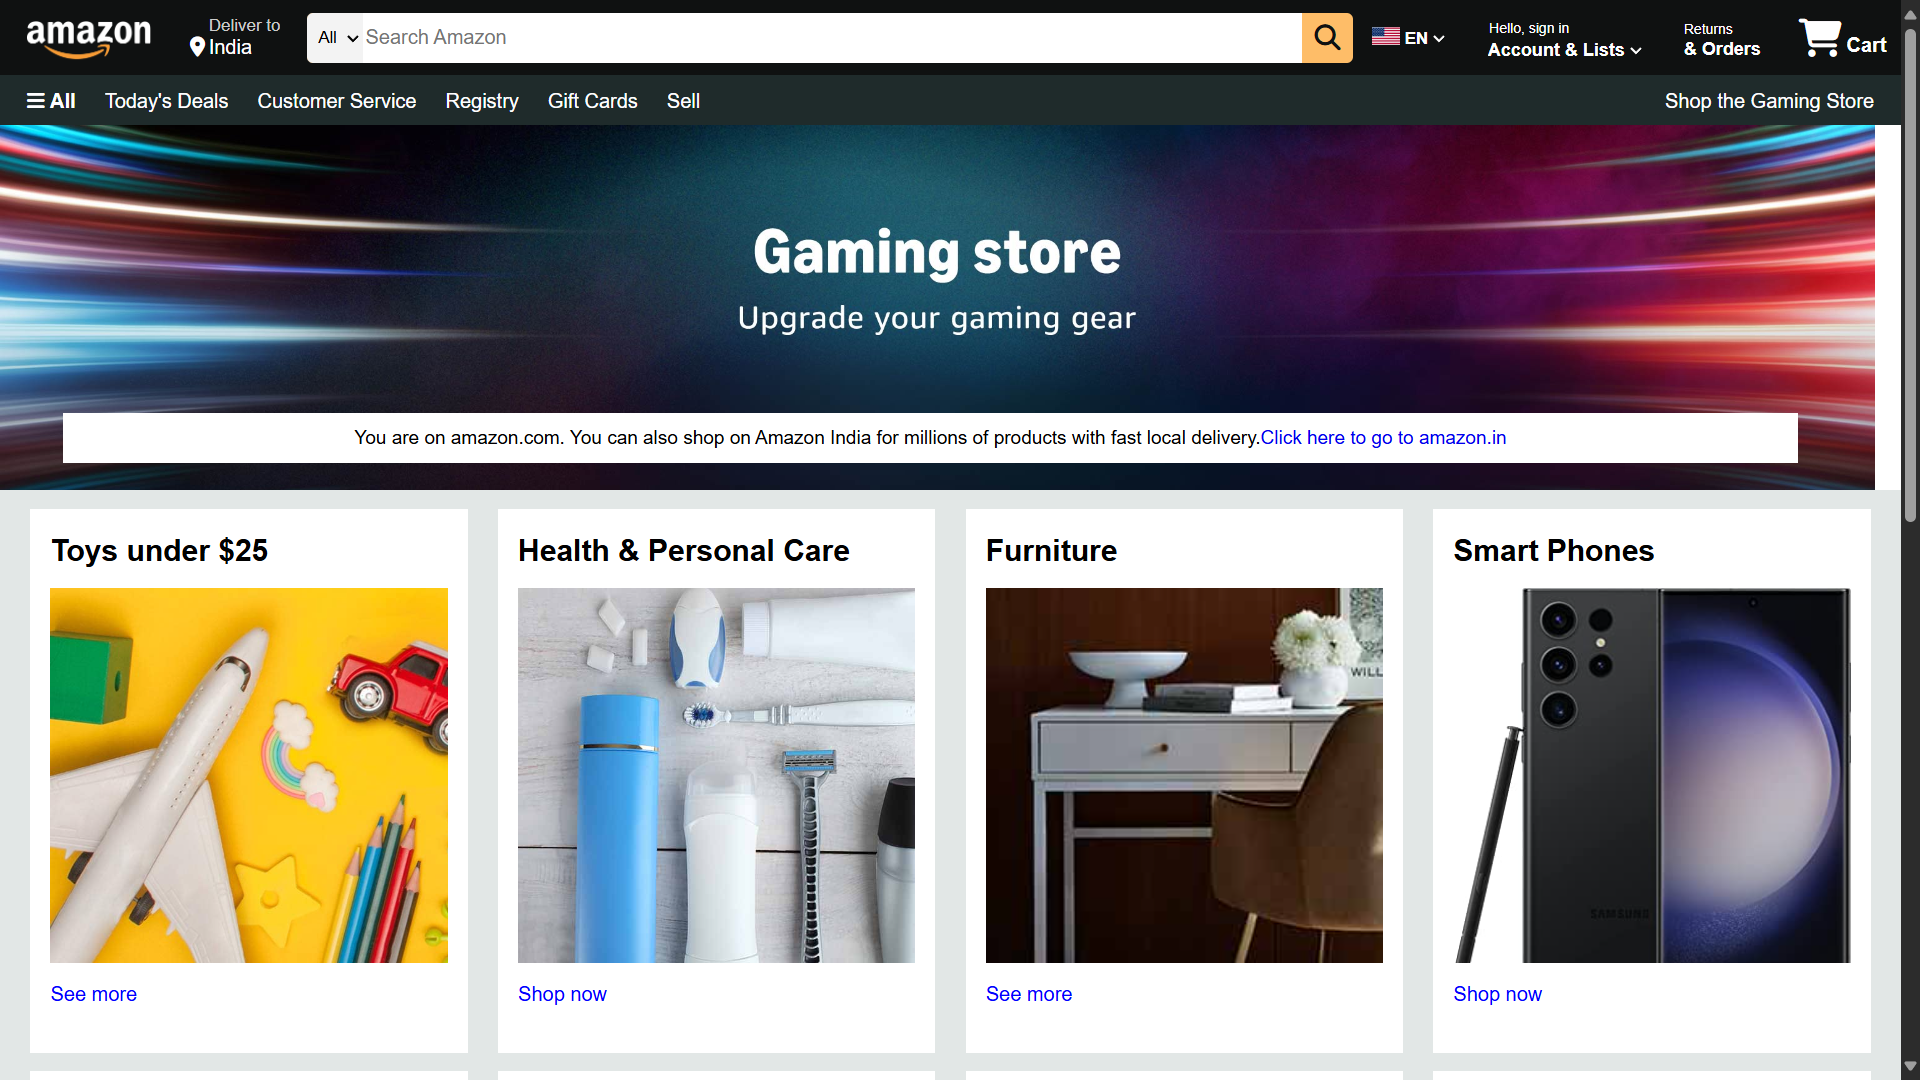 amazon
Deliver to
India
All
Search Amazon
EN
Hello, sign in
Account & Lists
Returns
& Orders
Cart
All
Today's Deals
Customer Service
Registry
Gift Cards
Sell
Shop the Gaming Store
Gaming store
Upgrade your gaming gear
You are on amazon.com. You can also shop on Amazon India for millions of products with fast local delivery.Click here to go to amazon.in
Toys under $25
Health & Personal Care
Furniture
Smart Phones
WILL
SAMSUNG
See more
Shop now
See more
Shop now